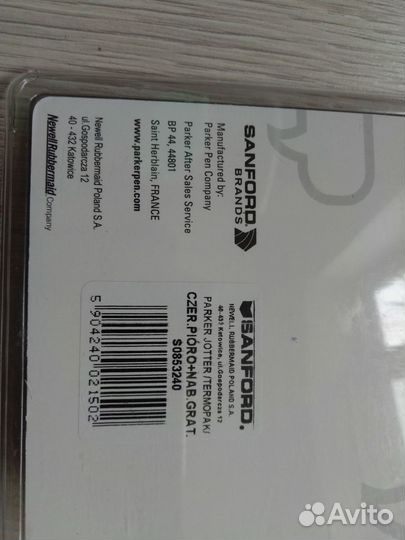 SANFORD
BRANDS
Manufactured by:
Parker Pen Company
Parker After Sales Service
BP 44, 44801
Saint Herblain, FRANCE
www.parkerpen.com
Newell Rubbermaid Poland S.A.
ul.Gospodarcza 12
40 - 432 Katowice
NewellRubbermaid Company
SANFORD.
NEWELL RUBBERMAID POLAND S.A.
40-432 Katowice, ul.Gospodarcza 12
PARKER JOTTER /TERMOPAK/
CZER.PIÓRO+NAB.GRAT.
S0853240
5 904240 021502
Avito